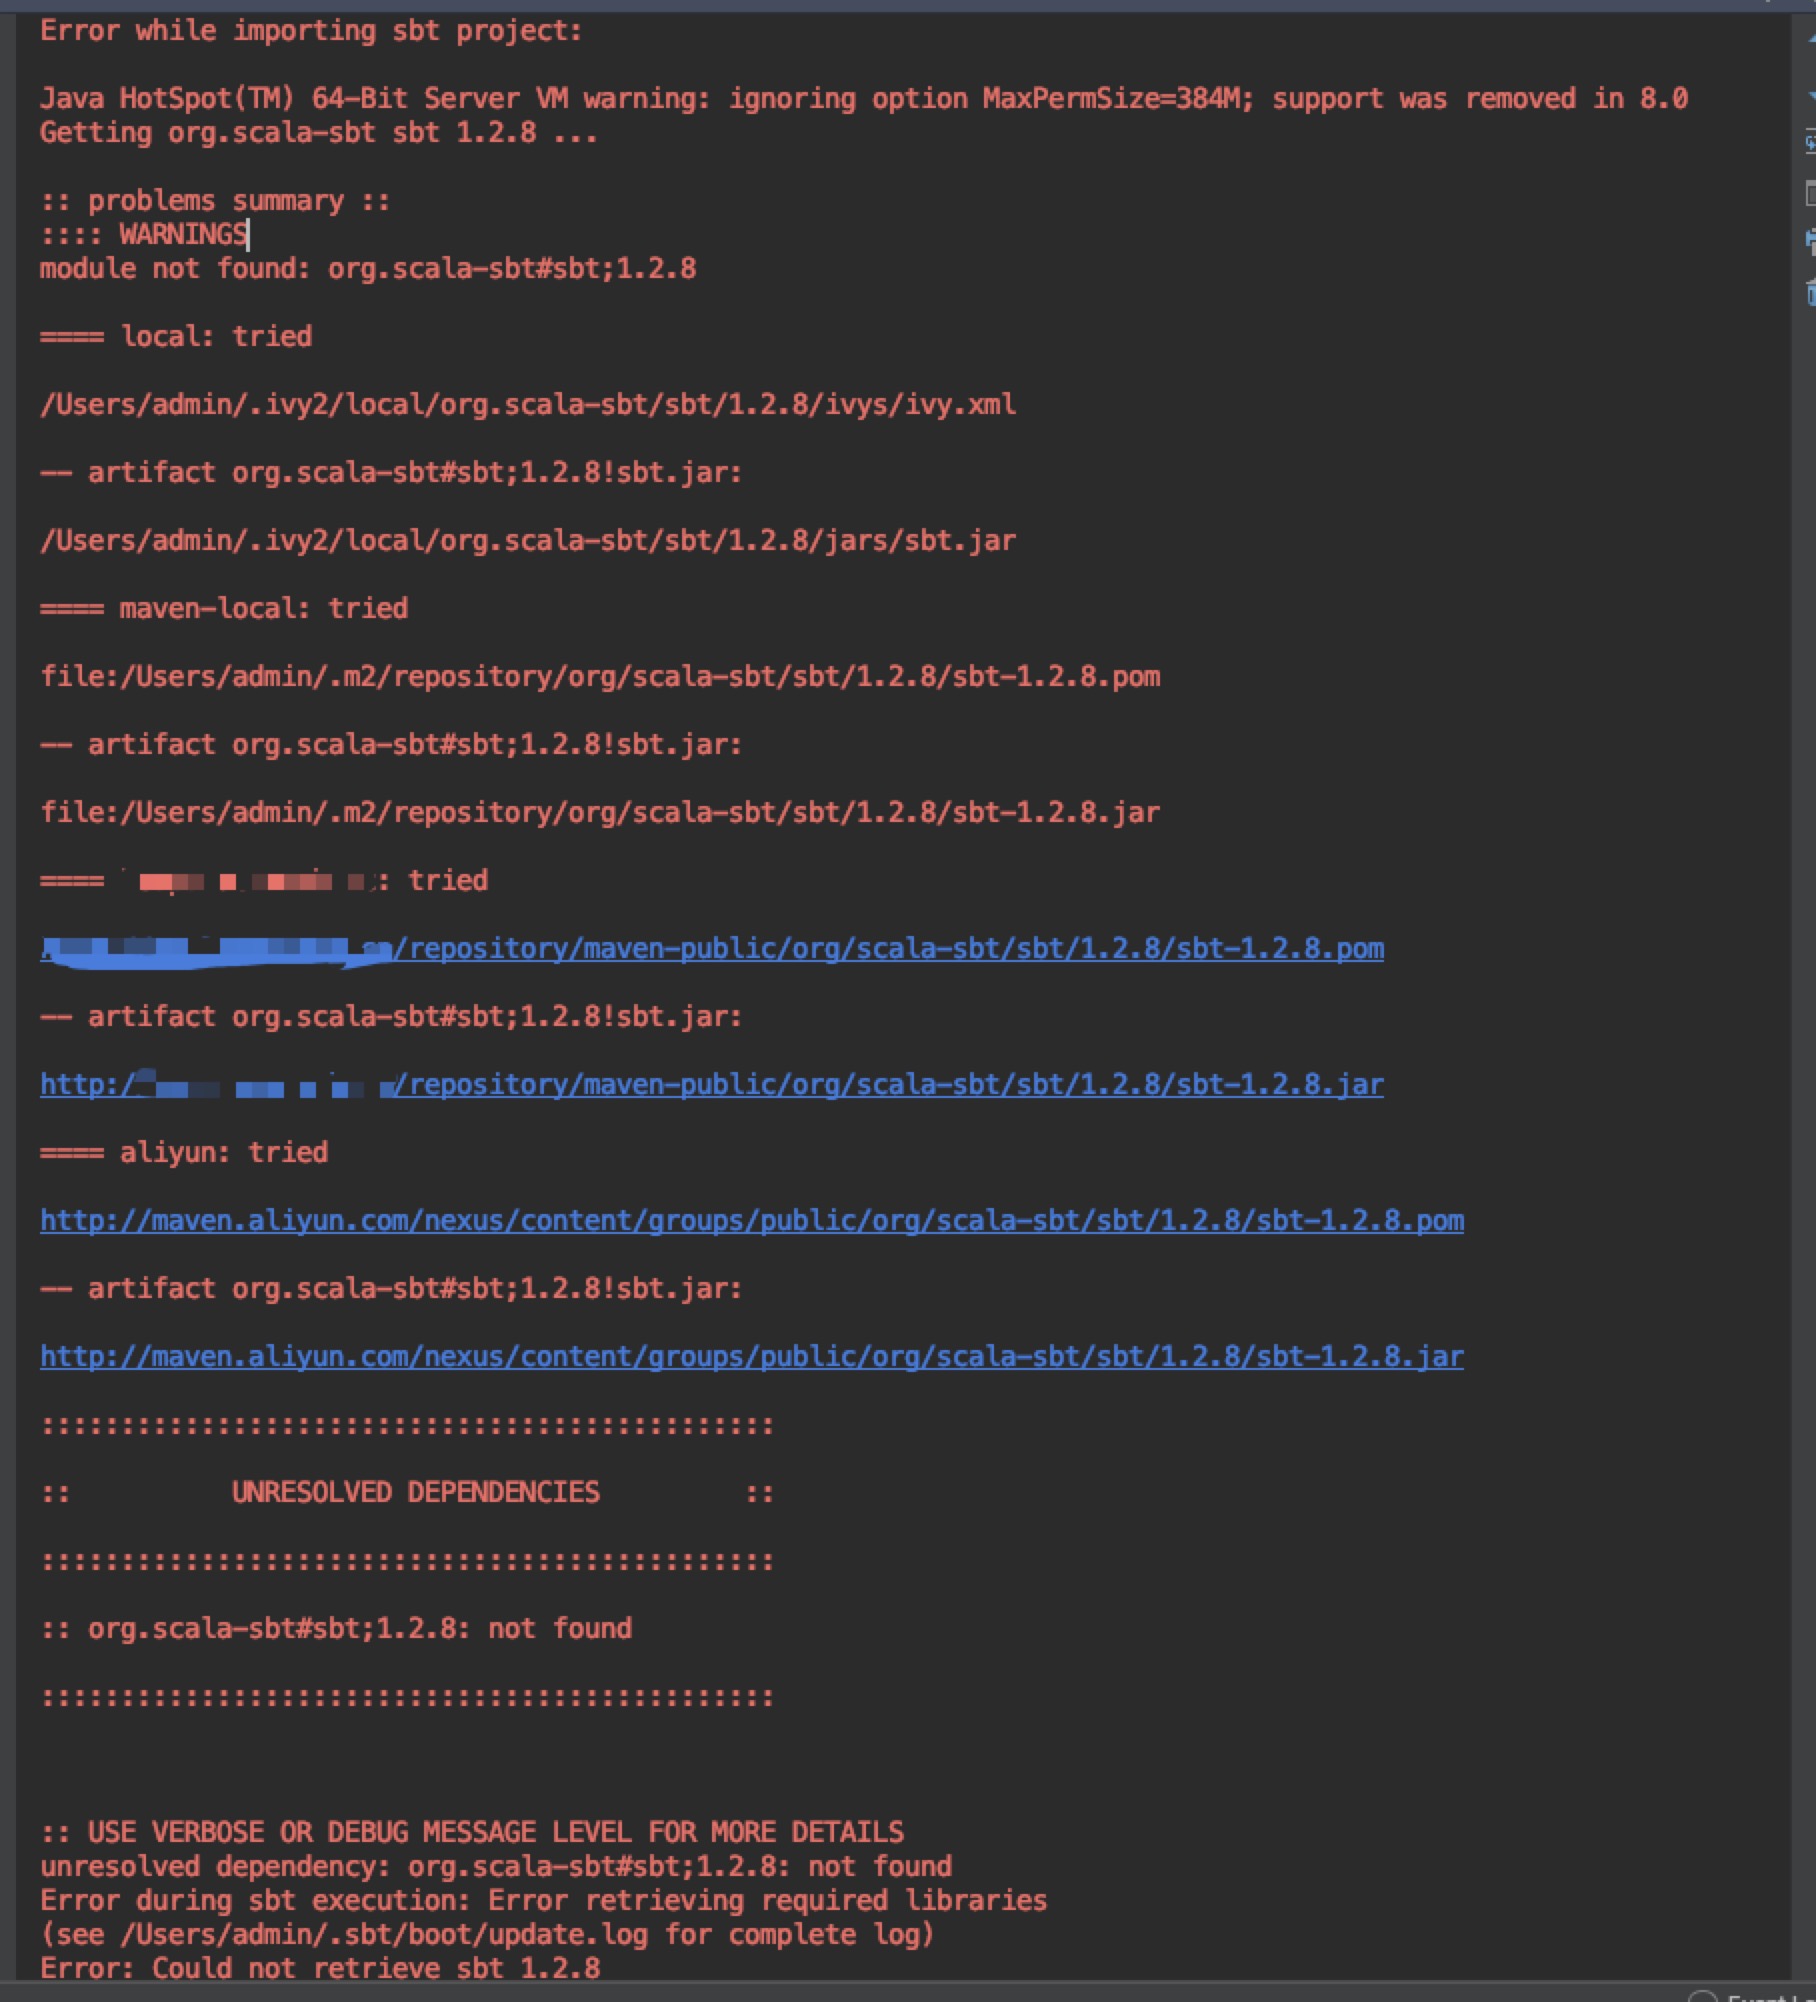 Error while importing sbt project:
Java HotSpot(TM) 64-Bit Server VM warning: ignoring option MaxPermSize=384M; support was removed in 8.0
Getting org.scala-sbt sbt 1.2.8 ...
:: problems summary ::
:::: WARNINGS
module not found: org.scala-sbt#sbt;1.2.8
==== local: tried
/Users/admin/.ivy2/local/org.scala-sbt/sbt/1.2.8/ivys/ivy.xml
-- artifact org.scala-sbt#sbt;1.2.8!sbt.jar:
/Users/admin/.ivy2/local/org.scala-sbt/sbt/1.2.8/jars/sbt.jar
==== maven-local: tried
file:/Users/admin/.m2/repository/org/scala-sbt/sbt/1.2.8/sbt-1.2.8.pom
-- artifact org.scala-sbt#sbt;1.2.8!sbt.jar:
file:/Users/admin/.m2/repository/org/scala-sbt/sbt/1.2.8/sbt-1.2.8.jar
==== : tried
/repository/maven-public/org/scala-sbt/sbt/1.2.8/sbt-1.2.8.pom
-- artifact org.scala-sbt#sbt;1.2.8!sbt.jar:
http:/ /repository/maven-public/org/scala-sbt/sbt/1.2.8/sbt-1.2.8.jar
==== aliyun: tried
http://maven.aliyun.com/nexus/content/groups/public/org/scala-sbt/sbt/1.2.8/sbt-1.2.8.pom
-- artifact org.scala-sbt#sbt;1.2.8!sbt.jar:
http://maven.aliyun.com/nexus/content/groups/public/org/scala-sbt/sbt/1.2.8/sbt-1.2.8.jar
::::::::::::::::::::::::::::::::::::::::::::::
:: UNRESOLVED DEPENDENCIES ::
::::::::::::::::::::::::::::::::::::::::::::::
:: org.scala-sbt#sbt;1.2.8: not found
::::::::::::::::::::::::::::::::::::::::::::::
:: USE VERBOSE OR DEBUG MESSAGE LEVEL FOR MORE DETAILS
unresolved dependency: org.scala-sbt#sbt;1.2.8: not found
Error during sbt execution: Error retrieving required libraries
(see /Users/admin/.sbt/boot/update.log for complete log)
Error: Could not retrieve sbt 1.2.8